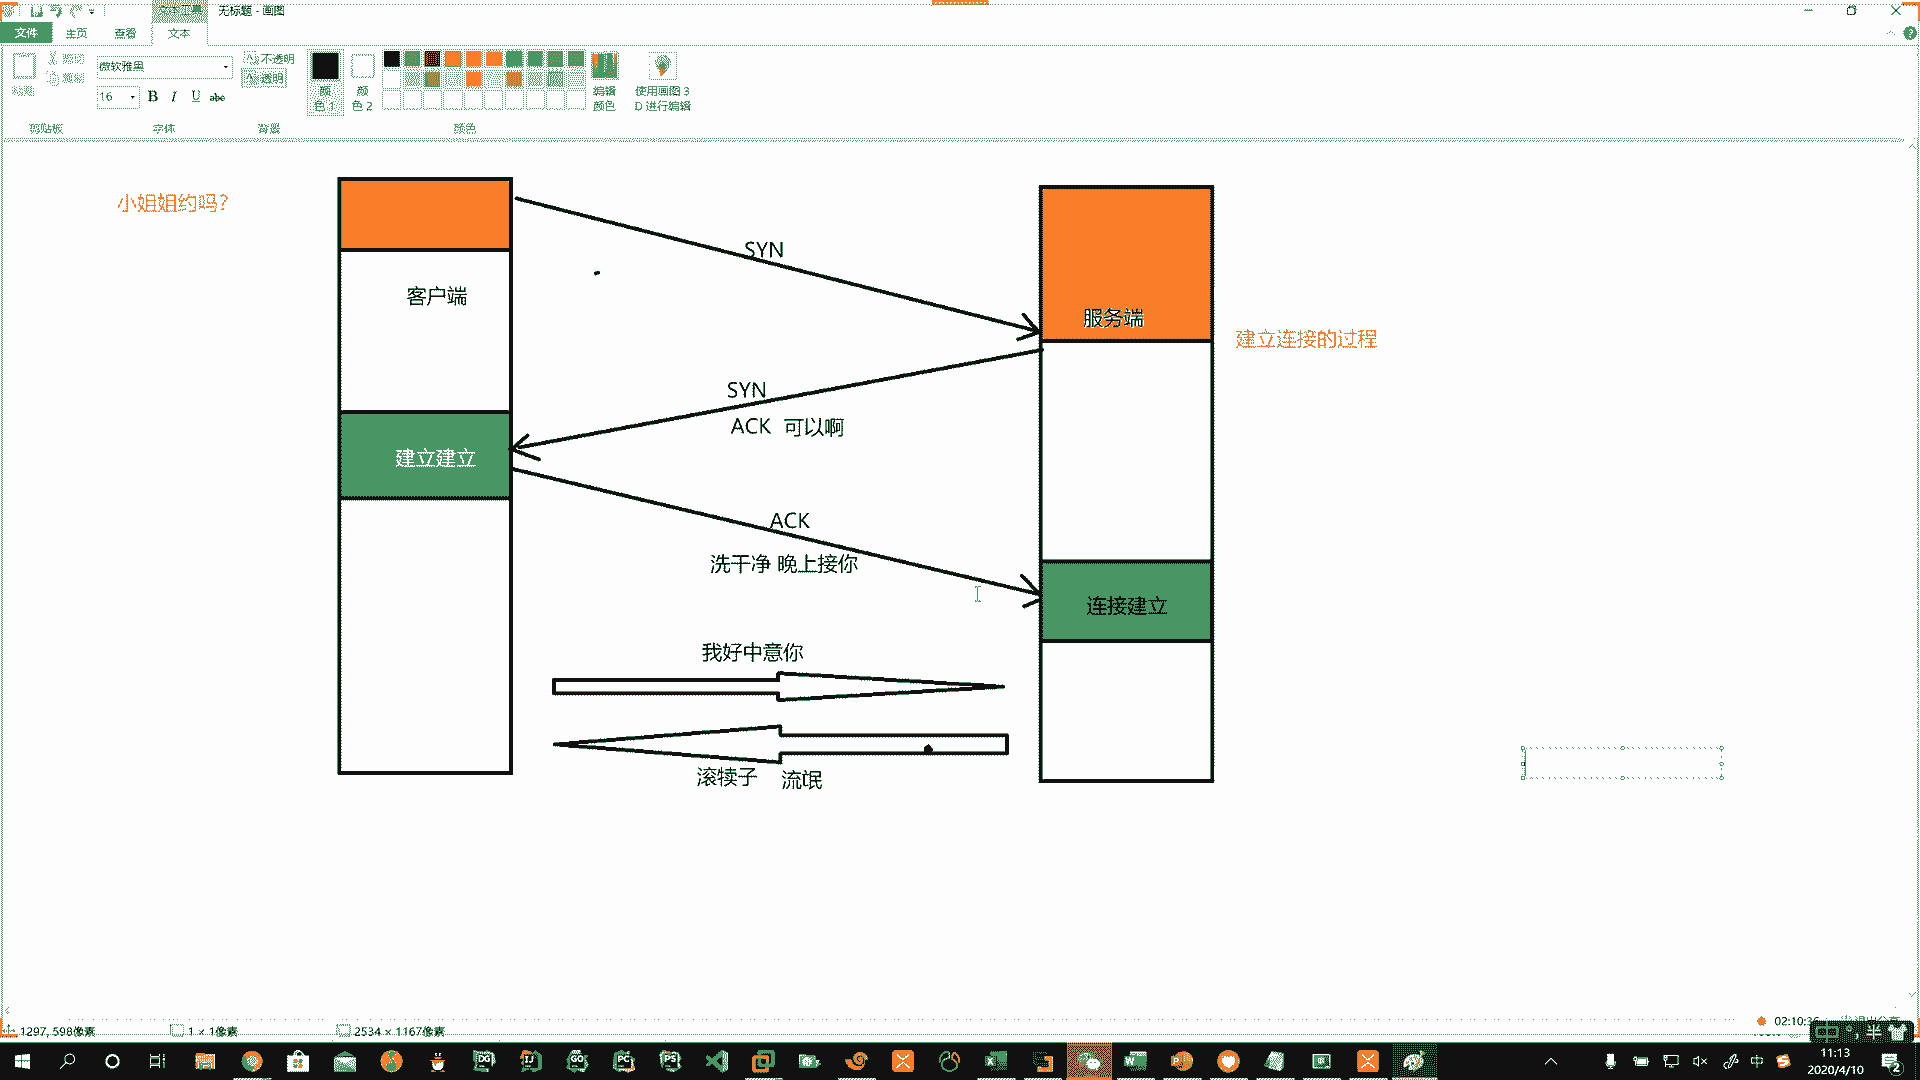 文本工具
无标题 - 画图
文件 主页 查看 文本
粘贴
剪切
复制
微软雅黑
16 B I U abc
不透明
透明
颜色 1
颜色 2
编辑颜色
使用画图 3D 进行编辑
剪贴板 字体 背景 颜色
小姐姐约吗?
SYN
客户端
服务端
建立连接的过程
SYN
ACK 可以啊
建立建立
ACK
洗干净 晚上接你
连接建立
我好中意你
滚犊子 流氓
1297, 598像素
1 × 1像素
2534 × 1167像素
半
中
11:13
2020/4/10
2